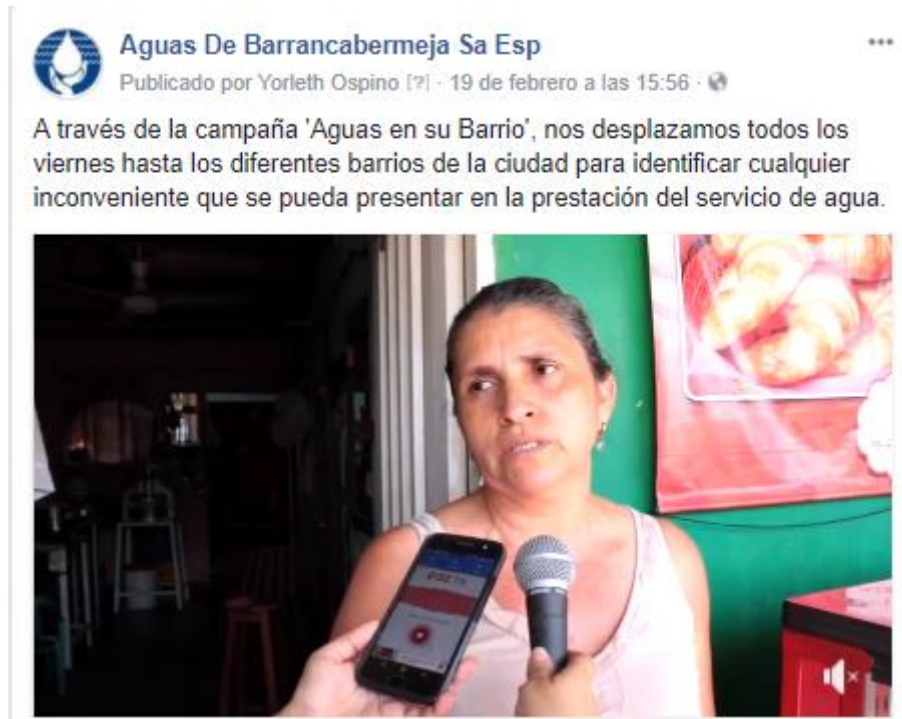 Aguas De Barrancabermeja Sa Esp
Publicado por Yorleth Ospino [?] · 19 de febrero a las 15:56 ·
A través de la campaña 'Aguas en su Barrio', nos desplazamos todos los
viernes hasta los diferentes barrios de la ciudad para identificar cualquier
inconveniente que se pueda presentar en la prestación del servicio de agua.